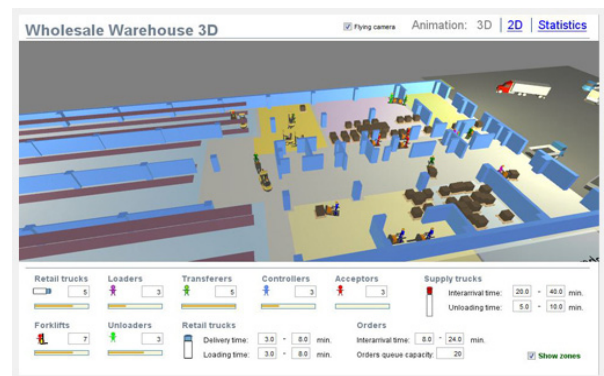 Wholesale Warehouse 3D
Flying camera
Animation: 3D | 2D | Statistics
Retail trucks Loaders Transferers Controllers Acceptors Supply trucks
5 3 5 3 3 Interarrival time: 20.0 - 40.0 min.
Unloading time: 5.0 - 10.0 min.
Forklifts Unloaders Retail trucks Orders
7 3 Delivery time: 3.0 - 8.0 min. Interarrival time: 8.0 - 24.0 min.
Loading time: 3.0 - 8.0 min. Orders queue capacity: 20 Show zones